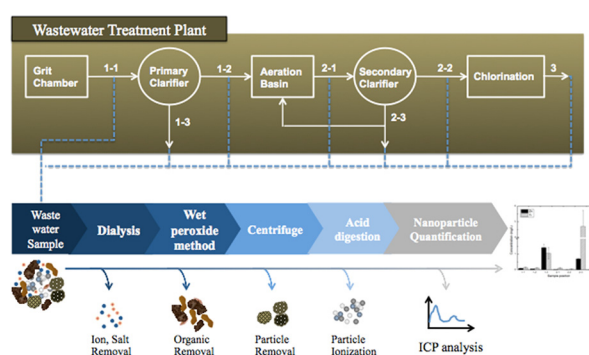 Wastewater Treatment Plant
Grit
Chamber
1-1
Primary
Clarifier
1-2
Aeration
Basin
2-1
Secondary
Clarifier
2-2
Chlorination
3
1-3
2-3
Waste
water
Sample
Dialysis
Wet
peroxide
method
Centrifuge
Acid
digestion
Nanoparticle
Quantification
Ion, Salt
Removal
Organic
Removal
Particle
Removal
Particle
Ionization
ICP analysis